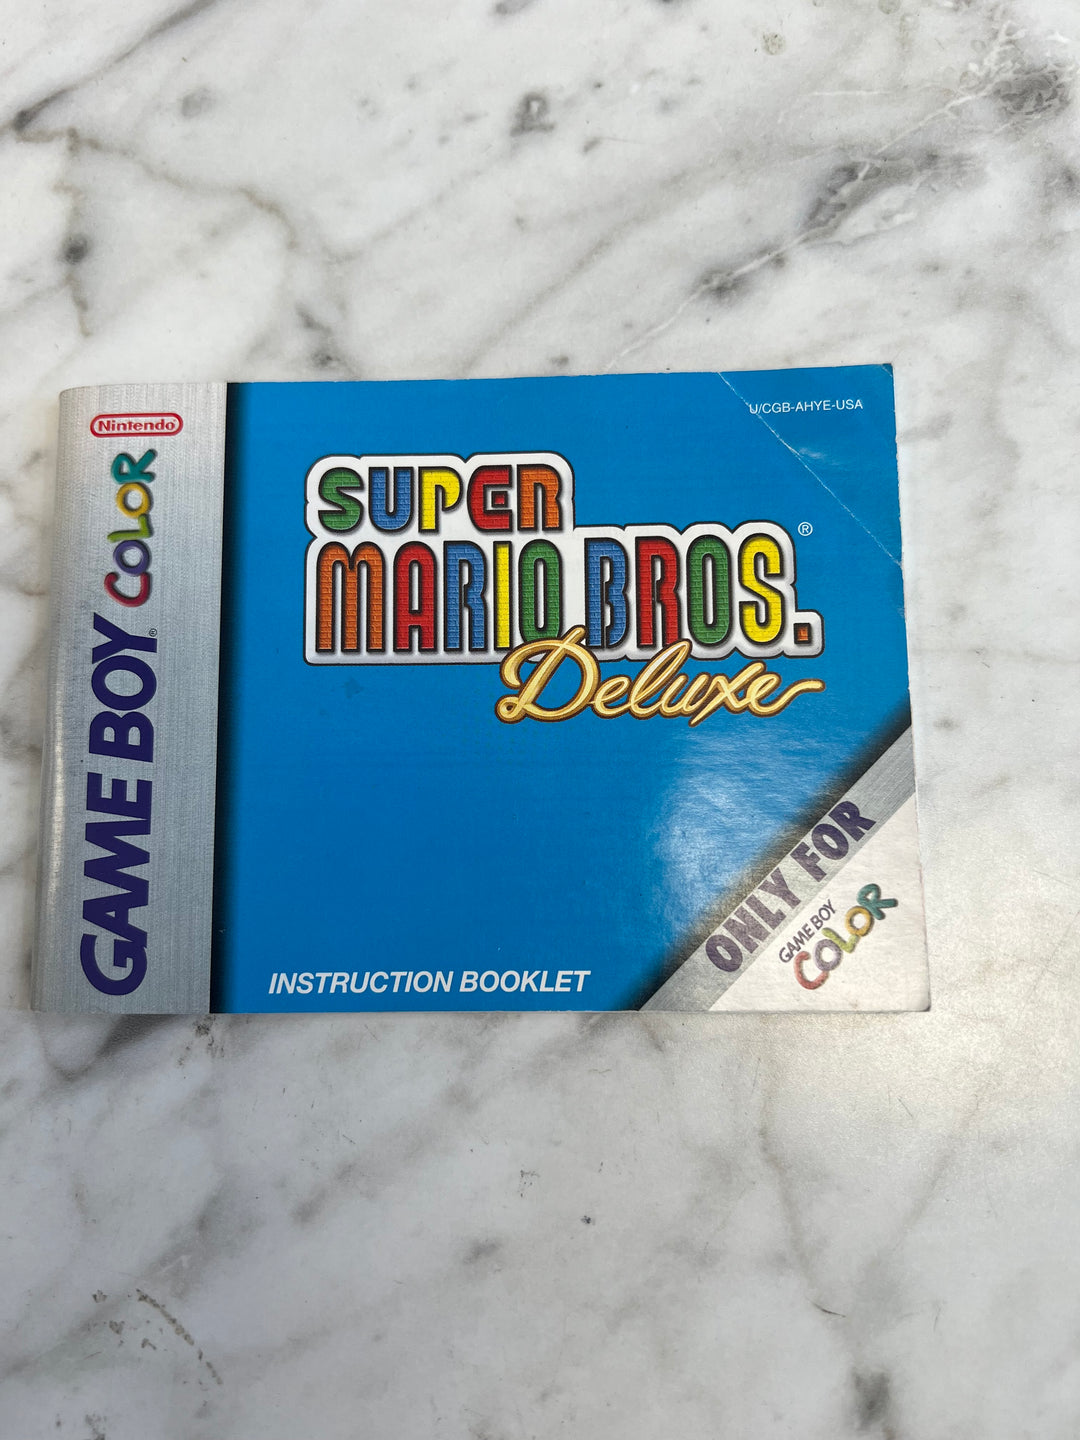 Nintendo®
GAME BOY® COLOR
U/CGB-AHYE-USA
SUPER
MARIO BROS.®
Deluxe
INSTRUCTION BOOKLET
ONLY FOR
GAME BOY
COLOR